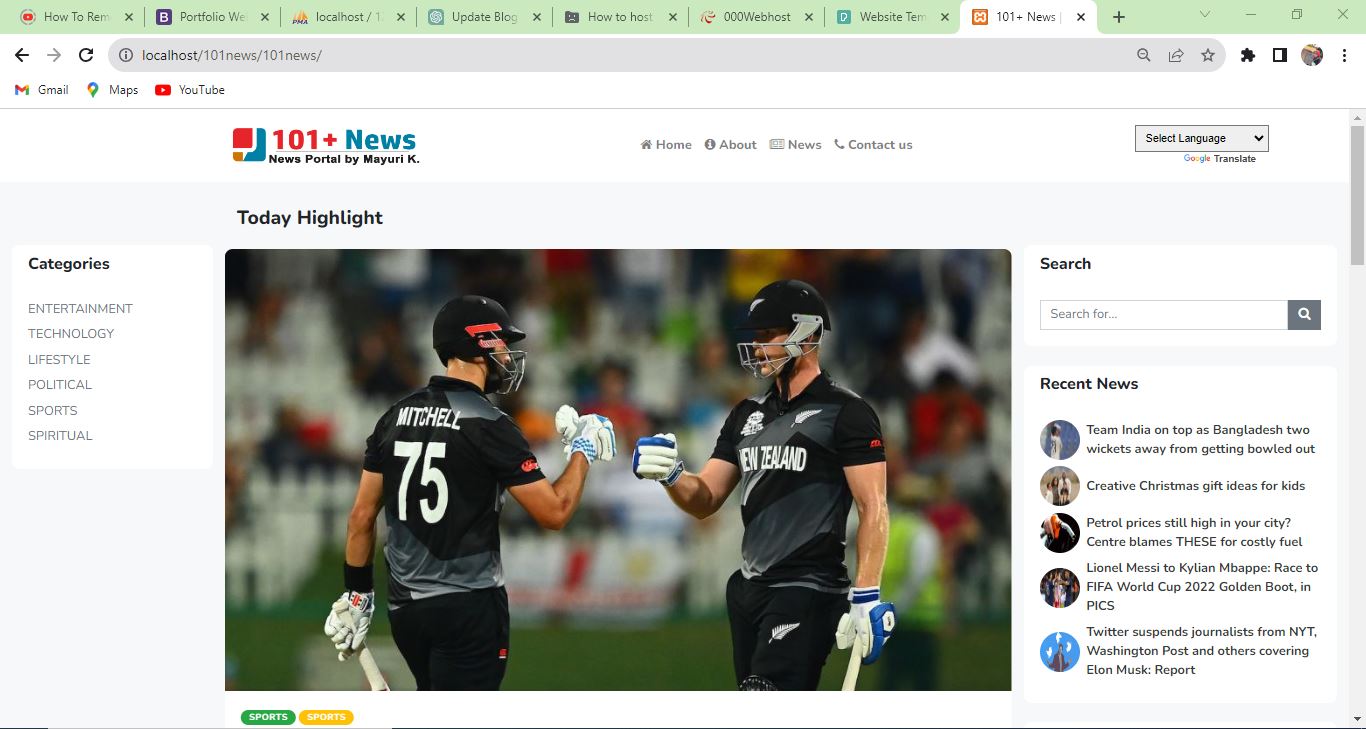 How To Rem
Portfolio We
localhost / 1
Update Blog
How to host
000Webhost
Website Tem
101+ News |
localhost/101news/101news/
Gmail
Maps
YouTube
101+ News
News Portal by Mayuri K.
Home
About
News
Contact us
Select Language
Google Translate
Today Highlight
Categories
ENTERTAINMENT
TECHNOLOGY
LIFESTYLE
POLITICAL
SPORTS
SPIRITUAL
MITCHELL
75
NEW ZEALAND
SPORTS SPORTS
Search
Search for...
Recent News
Team India on top as Bangladesh two
wickets away from getting bowled out
Creative Christmas gift ideas for kids
Petrol prices still high in your city?
Centre blames THESE for costly fuel
Lionel Messi to Kylian Mbappe: Race to
FIFA World Cup 2022 Golden Boot, in
PICS
Twitter suspends journalists from NYT,
Washington Post and others covering
Elon Musk: Report